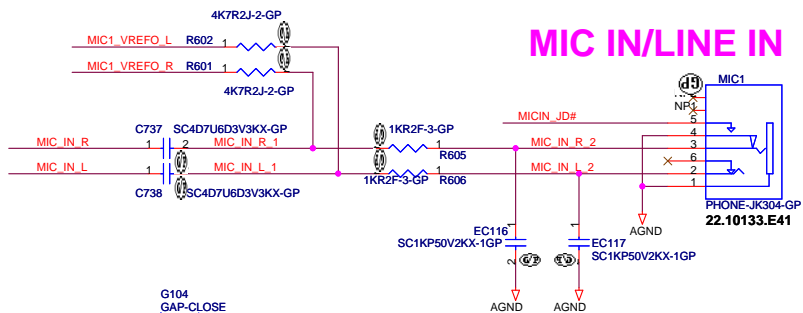 4K7R2J-2-GP
MIC IN/LINE IN
MIC1_VREFO_L R602 1 2
MIC1_VREFO_R R601 1 2
4K7R2J-2-GP
MIC1
GP
NP1
MICIN_JD# 5
4
C737 SC4D7U6D3V3KX-GP 1KR2F-3-GP
MIC_IN_R 1 2 MIC_IN_R_1 MIC_IN_R_2 3
R605
6
MIC_IN_L 1 MIC_IN_L_1 MIC_IN_L_2 2
1KR2F-3-GP R606
C738 SC4D7U6D3V3KX-GP
1
PHONE-JK304-GP
22.10133.E41
AGND
EC116 1
SC1KP50V2KX-1GP
2
1
EC117
SC1KP50V2KX-1GP
2
G104
GAP-CLOSE
AGND AGND